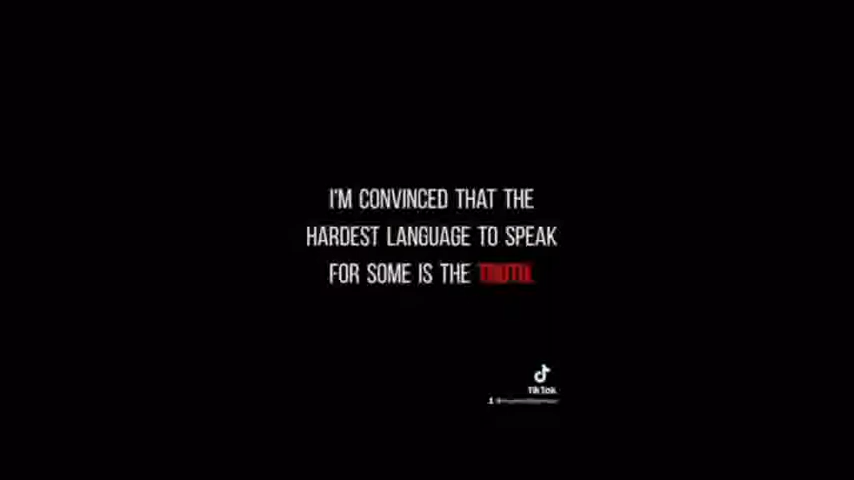 I'M CONVINCED THAT THE
HARDEST LANGUAGE TO SPEAK
FOR SOME IS THE TRUTH.
TikTok